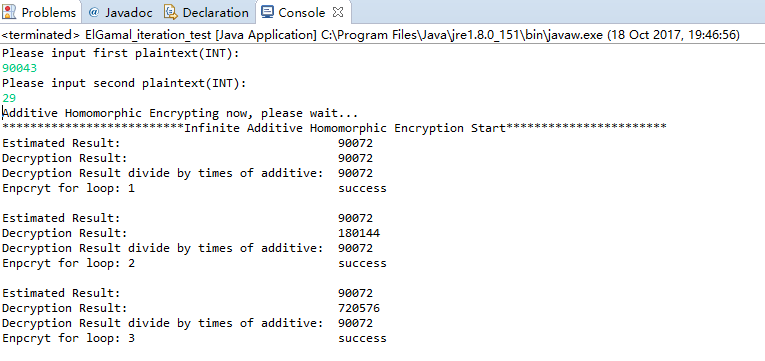 Problems @ Javadoc Declaration Console
<terminated> ElGamal_iteration_test [Java Application] C:\Program Files\Java\jre1.8.0_151\bin\javaw.exe (18 Oct 2017, 19:46:56)
Please input first plaintext(INT):
90043
Please input second plaintext(INT):
29
Additive Homomorphic Encrypting now, please wait...
**************************Infinite Additive Homomorphic Encryption Start***********************
Estimated Result: 90072
Decryption Result: 90072
Decryption Result divide by times of additive: 90072
Enpcryt for loop: 1 success
Estimated Result: 90072
Decryption Result: 180144
Decryption Result divide by times of additive: 90072
Enpcryt for loop: 2 success
Estimated Result: 90072
Decryption Result: 720576
Decryption Result divide by times of additive: 90072
Enpcryt for loop: 3 success